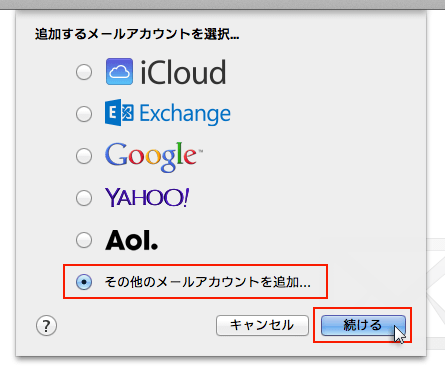 追加するメールアカウントを選択...
iCloud
E Exchange
Google™
YAHOO!
Aol.
その他のメールアカウントを追加...
? キャンセル 続ける